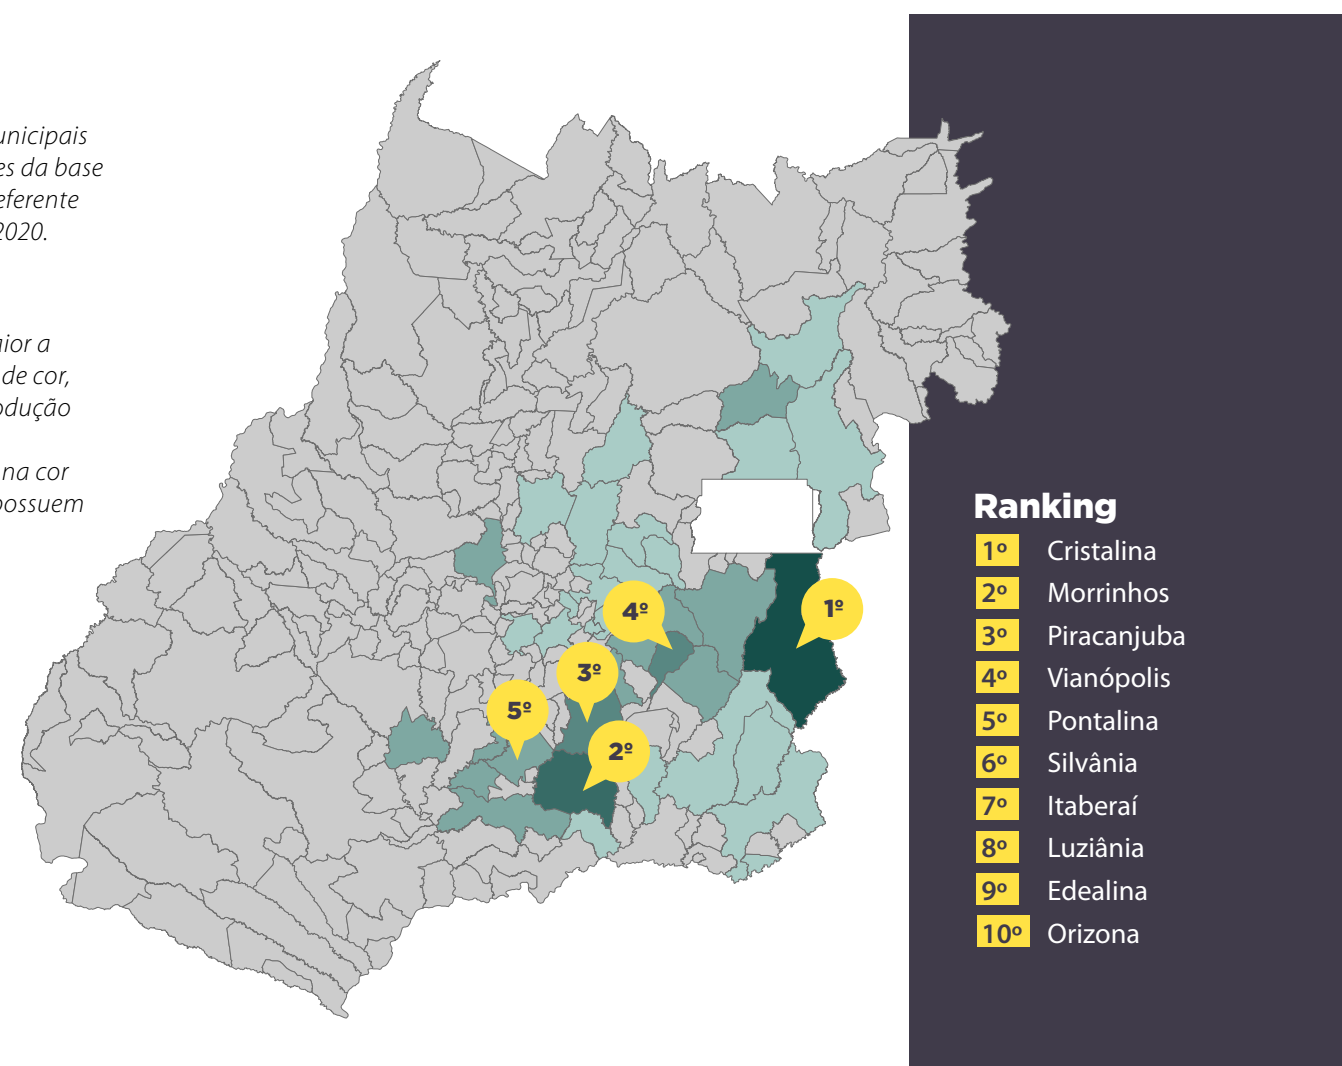 unicipais
es da base
eferente
2020.
ior a
de cor,
odução
na cor
possuem
4º
1º
3º
5º
2º
Ranking
1º Cristalina
2º Morrinhos
3º Piracanjuba
4º Vianópolis
5º Pontalina
6º Silvânia
7º Itaberaí
8º Luziânia
9º Edealina
10º Orizona